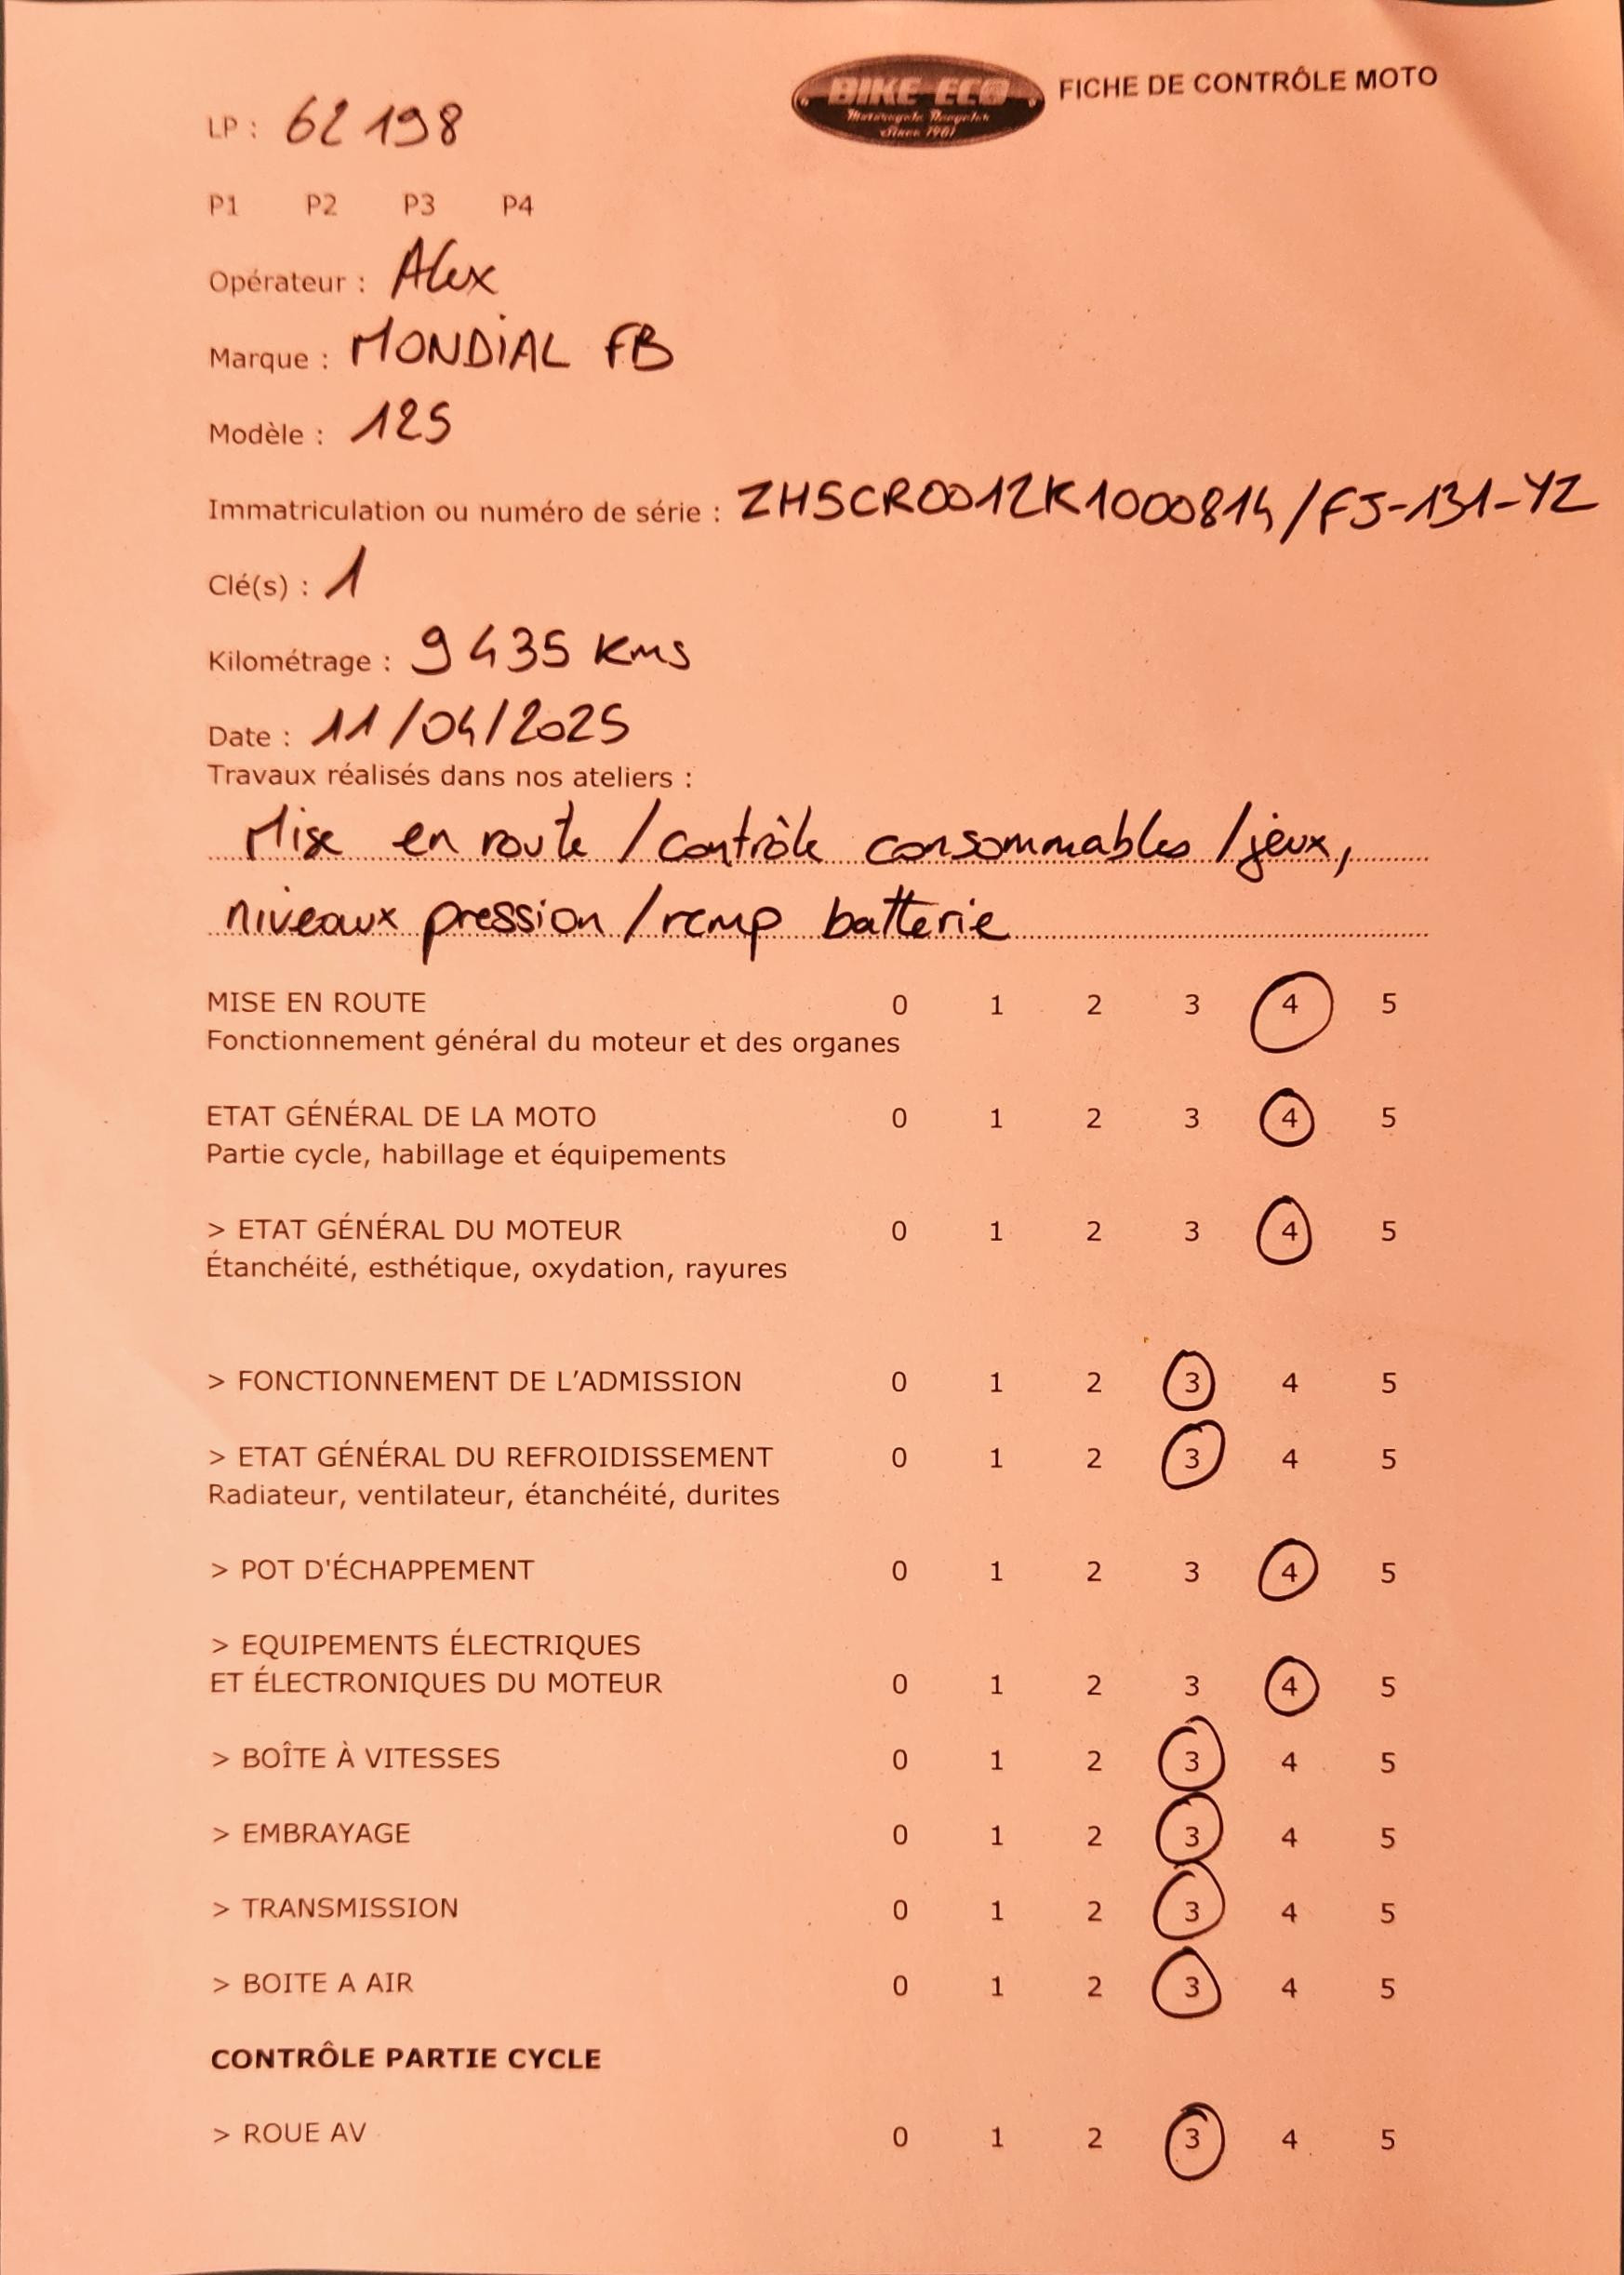 BIKE ECO
Motorcycle Recycler
Since 1961
FICHE DE CONTRÔLE MOTO
LP : 62 198
P1 P2 P3 P4
Opérateur : Alex
Marque : MONDIAL FB
Modèle : 125
Immatriculation ou numéro de série : ZHSCR0012K1000814/FJ-131-YZ
Clé(s) : 1
Kilométrage : 9 435 Kms
Date : 11/04/2025
Travaux réalisés dans nos ateliers :
Mise en route / contrôle consommables / jeux,
niveaux pression / remp batterie
MISE EN ROUTE 0 1 2 3 4 5
Fonctionnement général du moteur et des organes
ETAT GÉNÉRAL DE LA MOTO 0 1 2 3 4 5
Partie cycle, habillage et équipements
> ETAT GÉNÉRAL DU MOTEUR 0 1 2 3 4 5
Étanchéité, esthétique, oxydation, rayures
> FONCTIONNEMENT DE L'ADMISSION 0 1 2 3 4 5
> ETAT GÉNÉRAL DU REFROIDISSEMENT 0 1 2 3 4 5
Radiateur, ventilateur, étanchéité, durites
> POT D'ÉCHAPPEMENT 0 1 2 3 4 5
> EQUIPEMENTS ÉLECTRIQUES
ET ÉLECTRONIQUES DU MOTEUR 0 1 2 3 4 5
> BOÎTE À VITESSES 0 1 2 3 4 5
> EMBRAYAGE 0 1 2 3 4 5
> TRANSMISSION 0 1 2 3 4 5
> BOITE A AIR 0 1 2 3 4 5
CONTRÔLE PARTIE CYCLE
> ROUE AV 0 1 2 3 4 5